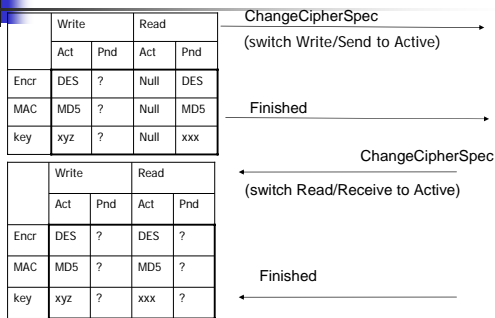 Write Read
Act Pnd Act Pnd
Encr DES ? Null DES
MAC MD5 ? Null MD5
key xyz ? Null xxx
ChangeCipherSpec
(switch Write/Send to Active)
Finished
ChangeCipherSpec
(switch Read/Receive to Active)
Finished
Write Read
Act Pnd Act Pnd
Encr DES ? DES ?
MAC MD5 ? MD5 ?
key xyz ? xxx ?